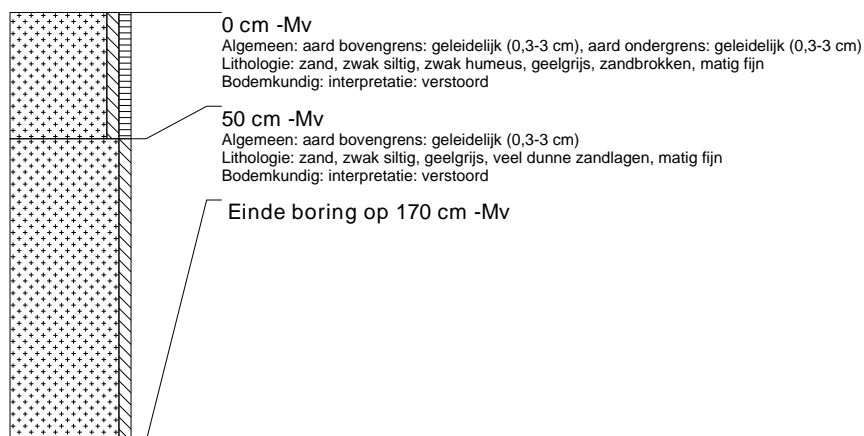 0 cm -Mv
Algemeen: aard bovengrens: geleidelijk (0,3-3 cm), aard ondergrens: geleidelijk (0,3-3 cm)
Lithologie: zand, zwak siltig, zwak humeus, geelgrijs, zandbrokken, matig fijn
Bodemkundig: interpretatie: verstoord
50 cm -Mv
Algemeen: aard bovengrens: geleidelijk (0,3-3 cm)
Lithologie: zand, zwak siltig, geelgrijs, veel dunne zandlagen, matig fijn
Bodemkundig: interpretatie: verstoord
Einde boring op 170 cm -Mv